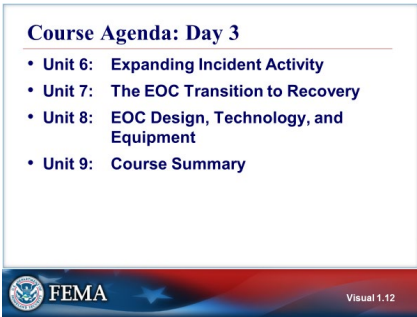 Course Agenda: Day 3
• Unit 6: Expanding Incident Activity
• Unit 7: The EOC Transition to Recovery
• Unit 8: EOC Design, Technology, and
Equipment
• Unit 9: Course Summary
FEMA
Visual 1.12